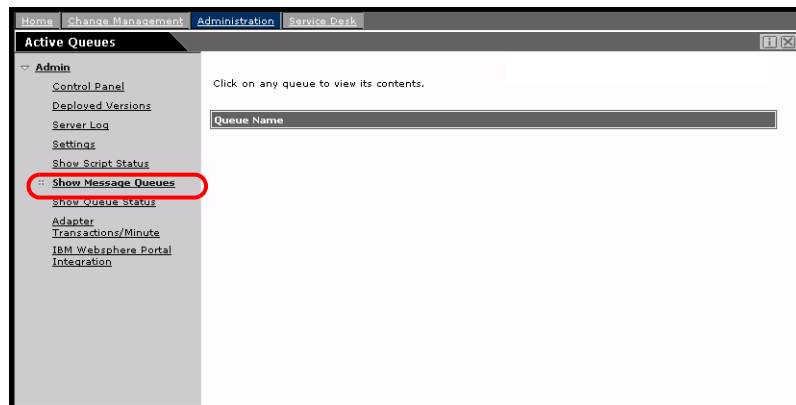 Home Change Management Administration Service Desk
Active Queues
Admin
Control Panel
Deployed Versions
Server Log
Settings
Show Script Status
Show Message Queues
Show Queue Status
Adapter
Transactions/Minute
IBM Websphere Portal
Integration
Click on any queue to view its contents.
Queue Name